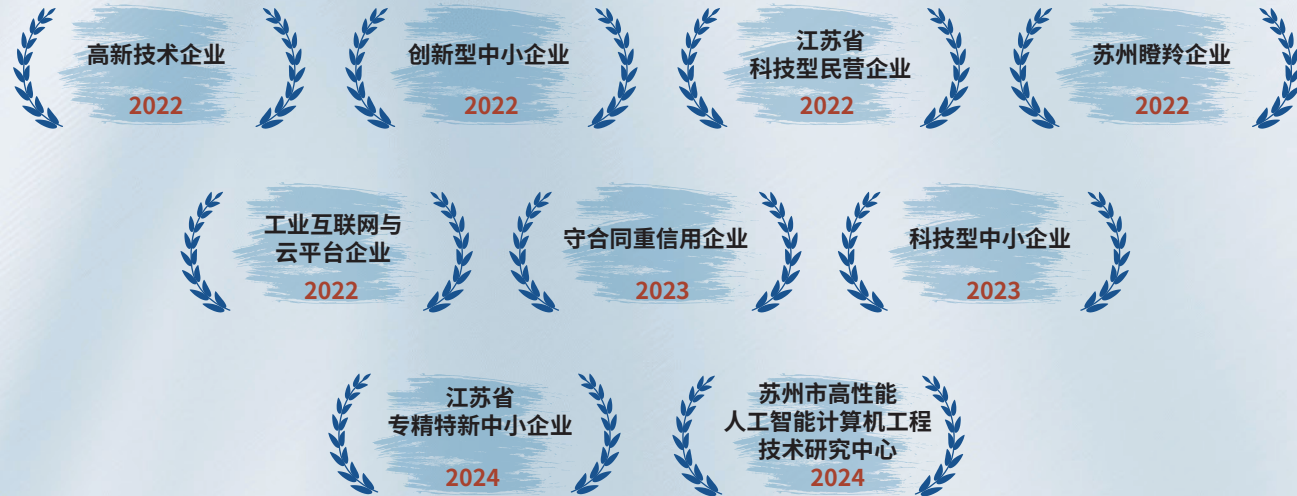 高新技术企业
2022
创新型中小企业
2022
江苏省
科技型民营企业
2022
苏州瞪羚企业
2022
工业互联网与
云平台企业
2022
守合同重信用企业
2023
科技型中小企业
2023
江苏省
专精特新中小企业
2024
苏州市高性能
人工智能计算机工程
技术研究中心
2024